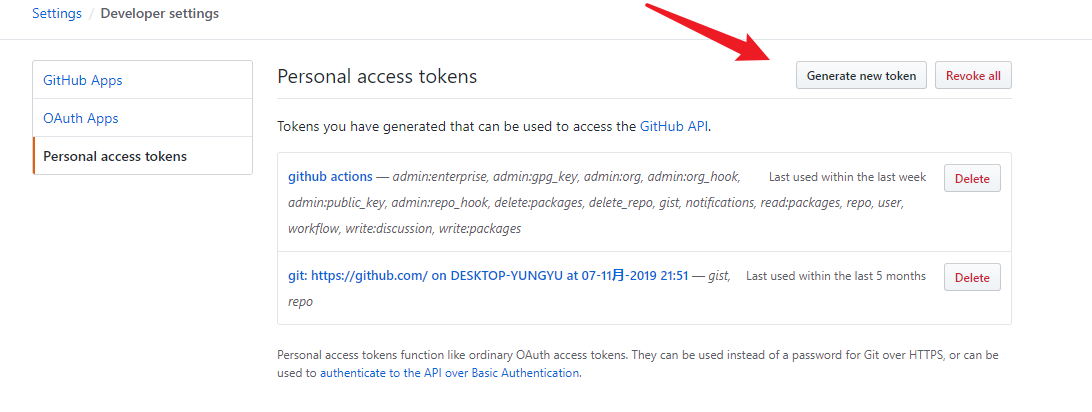 Settings / Developer settings
GitHub Apps
OAuth Apps
Personal access tokens
Personal access tokens
Generate new token
Revoke all
Tokens you have generated that can be used to access the GitHub API.
github actions — admin:enterprise, admin:gpg_key, admin:org, admin:org_hook,
admin:public_key, admin:repo_hook, delete:packages, delete_repo, gist, notifications, read:packages, repo, user,
workflow, write:discussion, write:packages
Last used within the last week
Delete
git: https://github.com/ on DESKTOP-YUNGYU at 07-11月-2019 21:51 — gist,
repo
Last used within the last 5 months
Delete
Personal access tokens function like ordinary OAuth access tokens. They can be used instead of a password for Git over HTTPS, or can be
used to authenticate to the API over Basic Authentication.